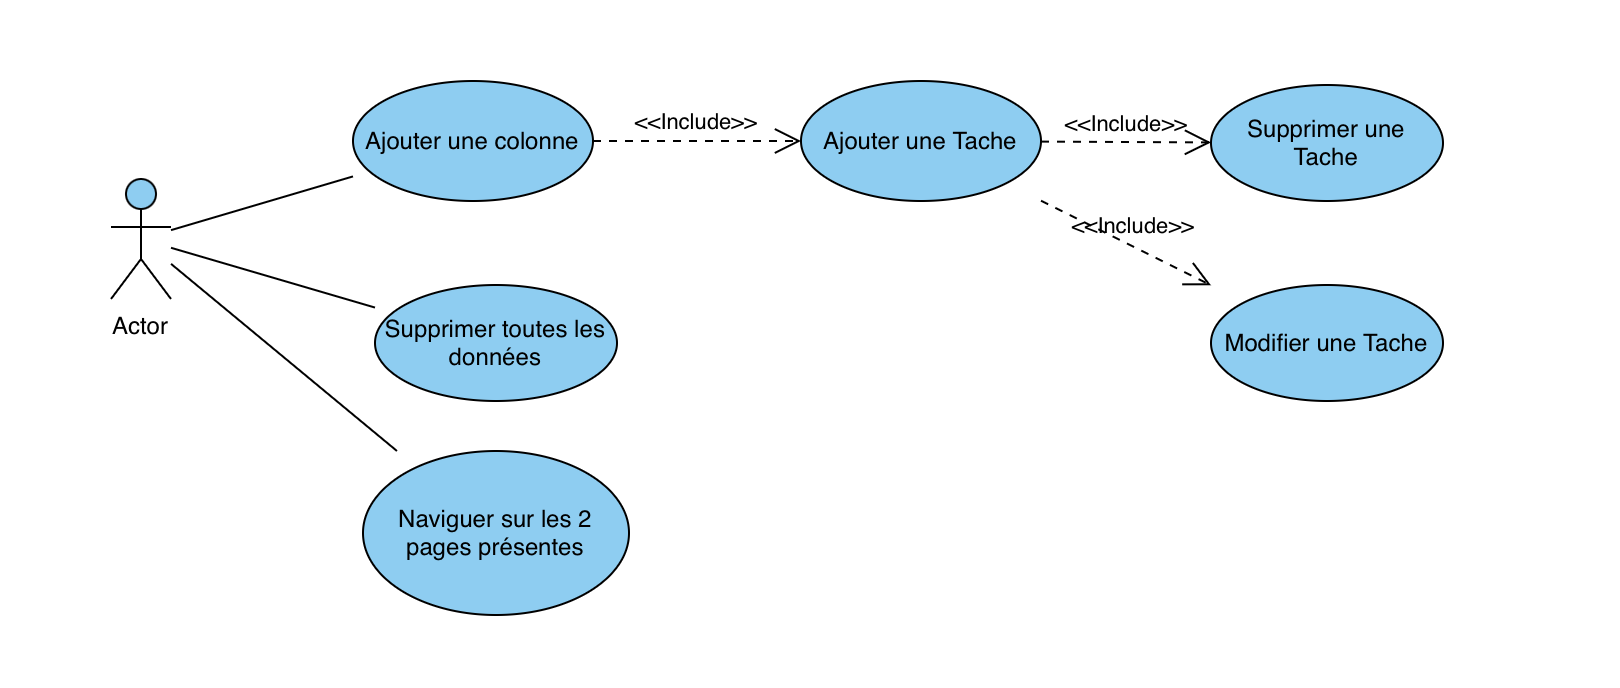 Ajouter une colonne
<<Include>>
Ajouter une Tache
<<Include>>
Supprimer une
Tache
<<Include>>
Actor
Supprimer toutes les
données
Modifier une Tache
Naviguer sur les 2
pages présentes